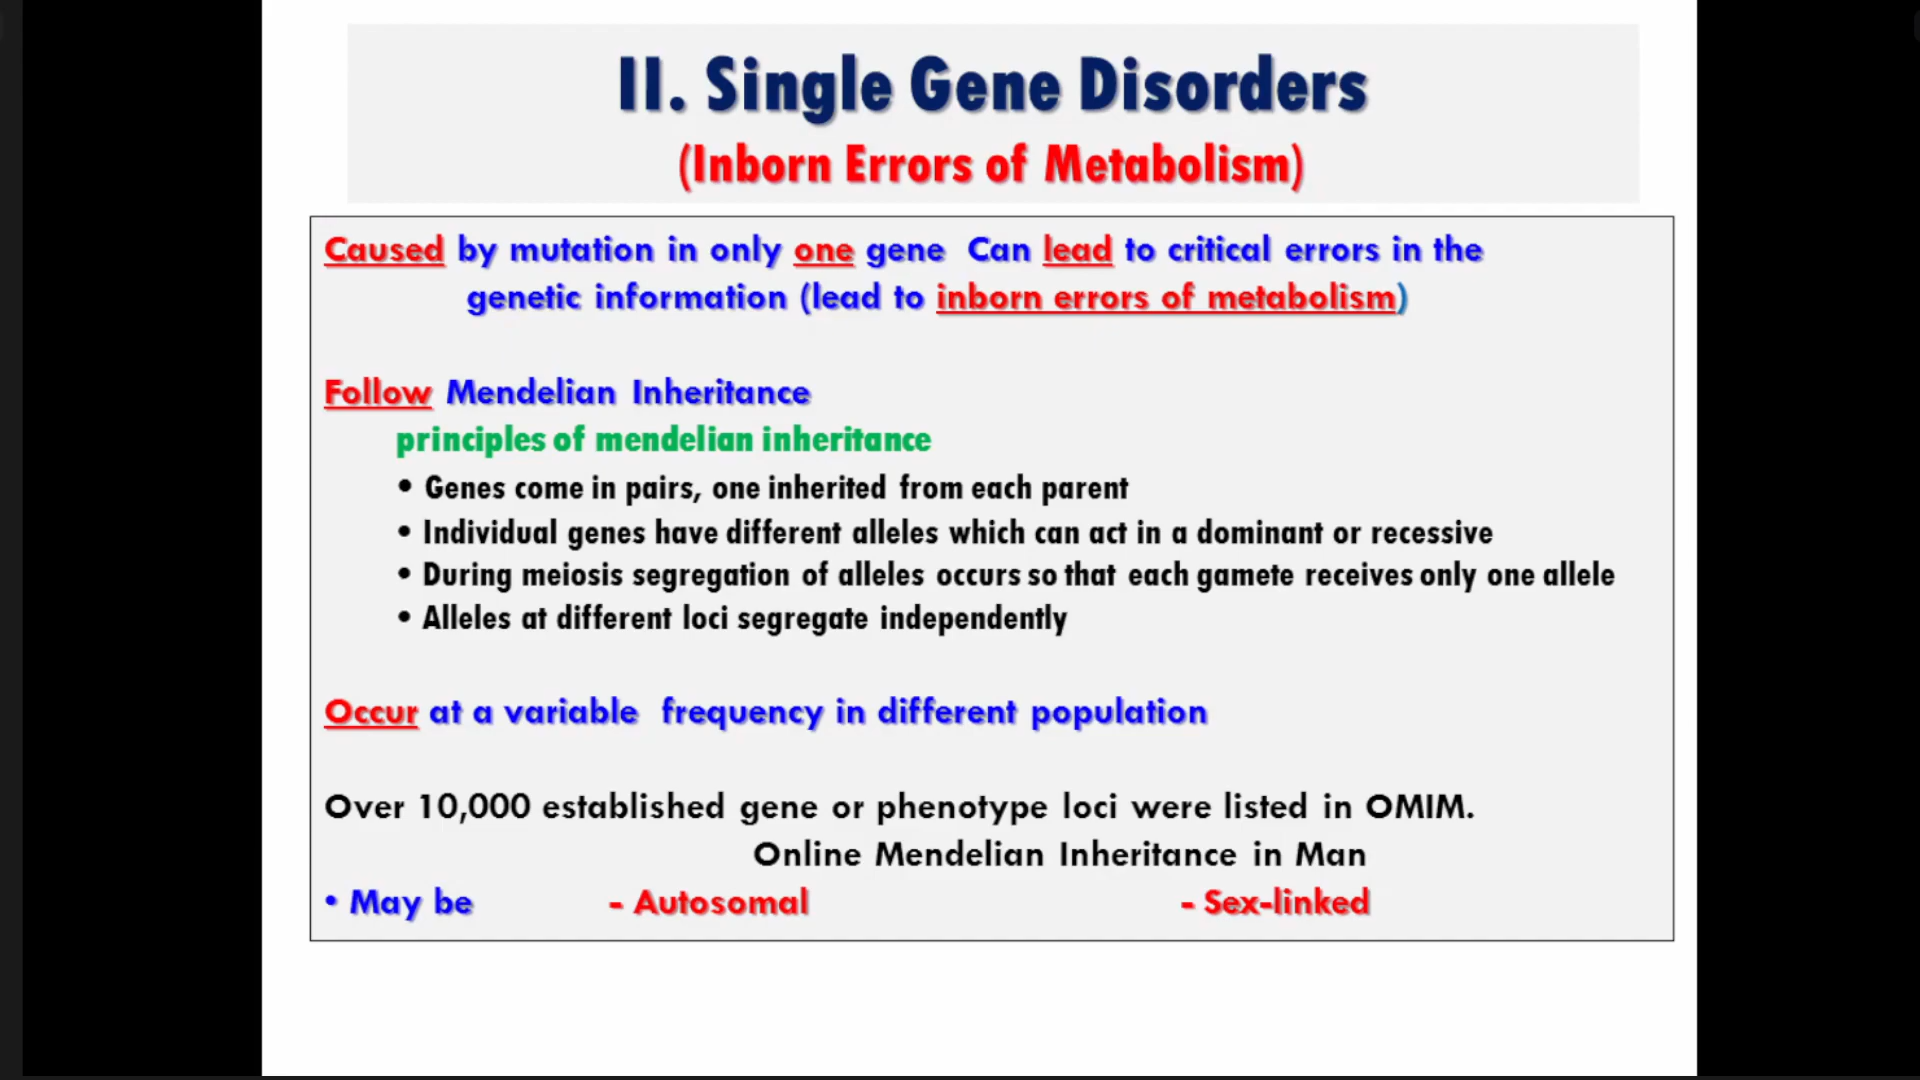 II. Single Gene Disorders
(Inborn Errors of Metabolism)
Caused by mutation in only one gene Can lead to critical errors in the
genetic information (lead to inborn errors of metabolism)
Follow Mendelian Inheritance
principles of mendelian inheritance
• Genes come in pairs, one inherited from each parent
• Individual genes have different alleles which can act in a dominant or recessive
• During meiosis segregation of alleles occurs so that each gamete receives only one allele
• Alleles at different loci segregate independently
Occur at a variable frequency in different population
Over 10,000 established gene or phenotype loci were listed in OMIM.
Online Mendelian Inheritance in Man
• May be - Autosomal - Sex-linked